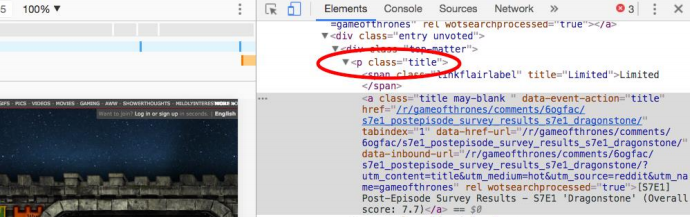 5 100% ▼ ⋮ Elements Console Sources Network » 3 ⋮ ✕
=gameofthrones" rel wotsearchprocessed="true"></a>
▼<div class="entry unvoted">
▼<div class="top-matter">
▼<p class="title">
<span class="linkflairlabel" title="Limited">Limited
</span>
… <a class="title may-blank " data-event-action="title"
href="/r/gameofthrones/comments/6ogfac/
s7e1_postepisode_survey_results_s7e1_dragonstone/"
tabindex="1" data-href-url="/r/gameofthrones/comments/
6ogfac/s7e1_postepisode_survey_results_s7e1_dragonstone/"
data-inbound-url="/r/gameofthrones/comments/6ogfac/
s7e1_postepisode_survey_results_s7e1_dragonstone/?
utm_content=title&utm_medium=hot&utm_source=reddit&utm_na
me=gameofthrones" rel wotsearchprocessed="true">[S7E1]
Post-Episode Survey Results - S7E1 'Dragonstone' (Overall
score: 7.7)</a> == $0
GIFS - PICS - VIDEOS - MOVIES - GAMING - AWW - SHOWERTHOUGHTS - MILDLYINTERES MORE »
Want to join? Log in or sign up in seconds. | English